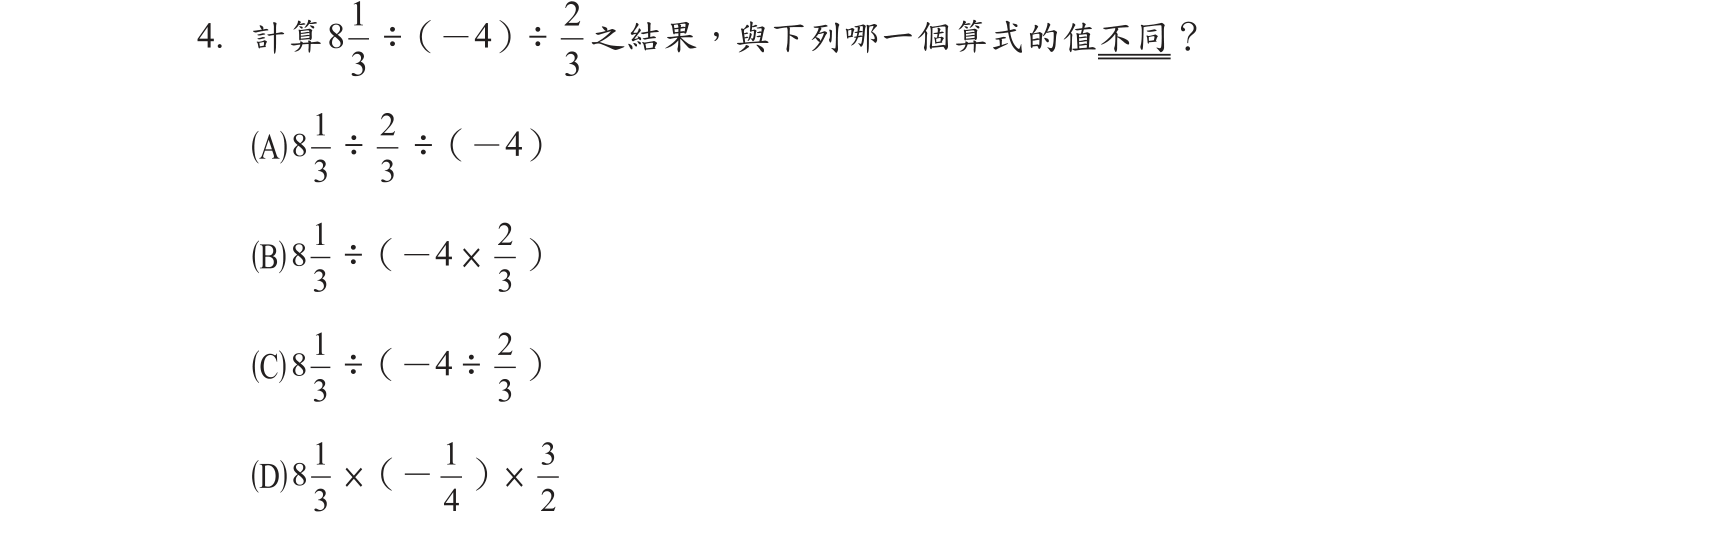 4. 計算8 1/3 ÷（－4）÷ 2/3 之結果，與下列哪一個算式的值不同？
(A)8 1/3 ÷ 2/3 ÷（－4）
(B)8 1/3 ÷（－4 × 2/3）
(C)8 1/3 ÷（－4 ÷ 2/3）
(D)8 1/3 ×（－1/4）× 3/2